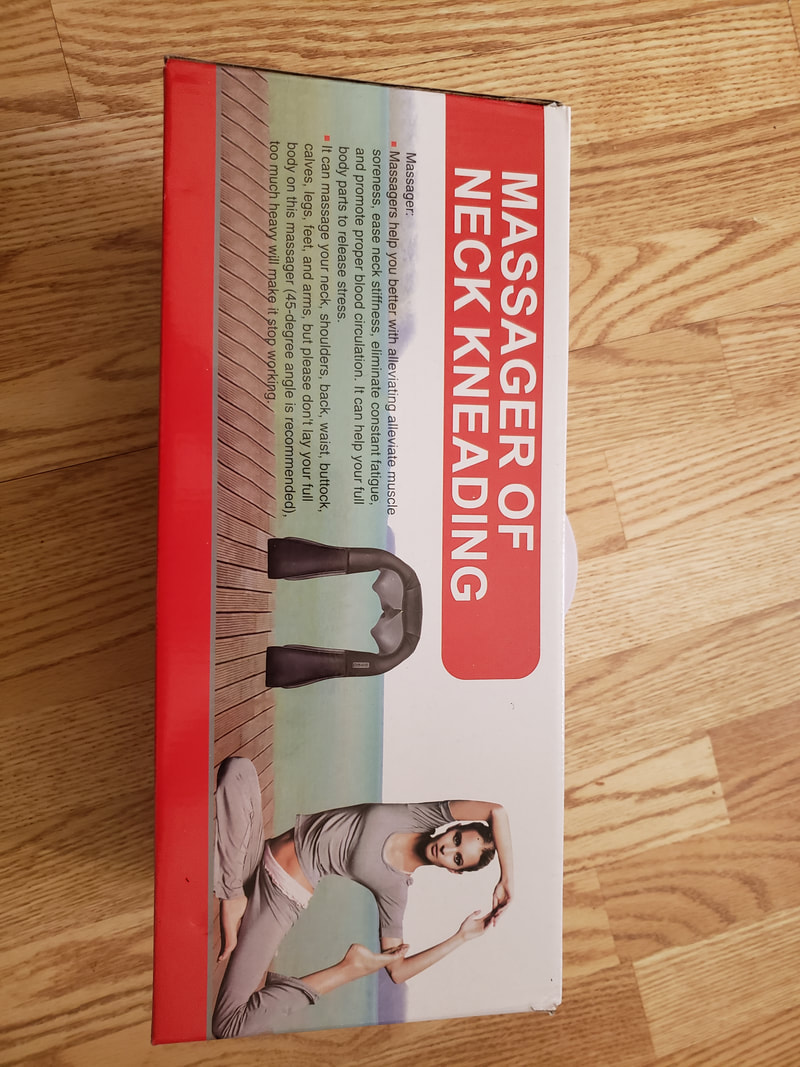 MASSAGER OF
NECK KNEADING
Massager:
Massagers help you better with alleviating alleviate muscle
soreness, ease neck stiffness, eliminate constant fatigue,
and promote proper blood circulation. It can help your full
body parts to release stress.
It can massage your neck, shoulders, back, waist, buttock,
calves, legs, feet, and arms, but please don't lay your full
body on this massager (45-degree angle is recommended),
too much heavy will make it stop working.